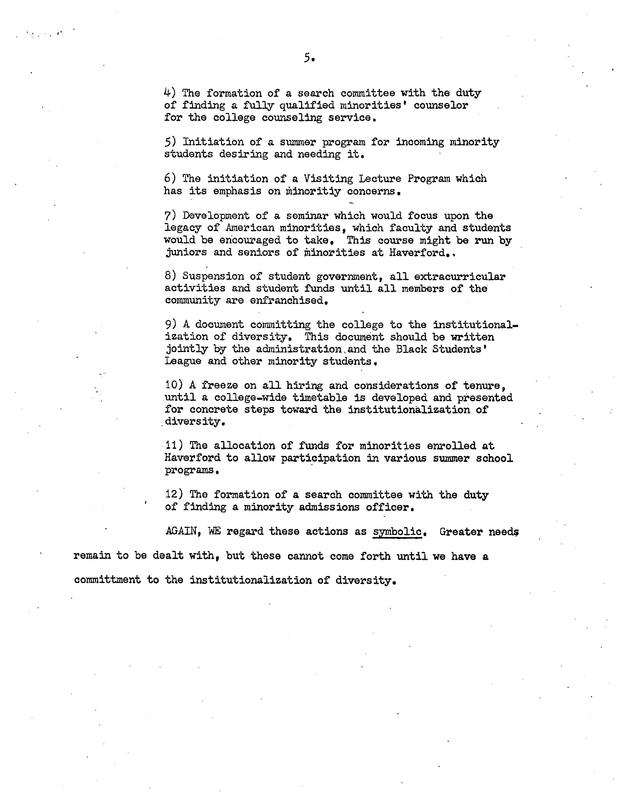 5.
4) The formation of a search committee with the duty
of finding a fully qualified minorities' counselor
for the college counseling service.
5) Initiation of a summer program for incoming minority
students desiring and needing it.
6) The initiation of a Visiting Lecture Program which
has its emphasis on minoritiy concerns.
7) Development of a seminar which would focus upon the
legacy of American minorities, which faculty and students
would be encouraged to take. This course might be run by
juniors and seniors of minorities at Haverford..
8) Suspension of student government, all extracurricular
activities and student funds until all members of the
community are enfranchised.
9) A document committing the college to the institutional-
ization of diversity. This document should be written
jointly by the administration and the Black Students'
League and other minority students.
10) A freeze on all hiring and considerations of tenure,
until a college-wide timetable is developed and presented
for concrete steps toward the institutionalization of
diversity.
11) The allocation of funds for minorities enrolled at
Haverford to allow participation in various summer school
programs.
12) The formation of a search committee with the duty
of finding a minority admissions officer.
AGAIN, WE regard these actions as symbolic. Greater needs
remain to be dealt with, but these cannot come forth until we have a
committment to the institutionalization of diversity.